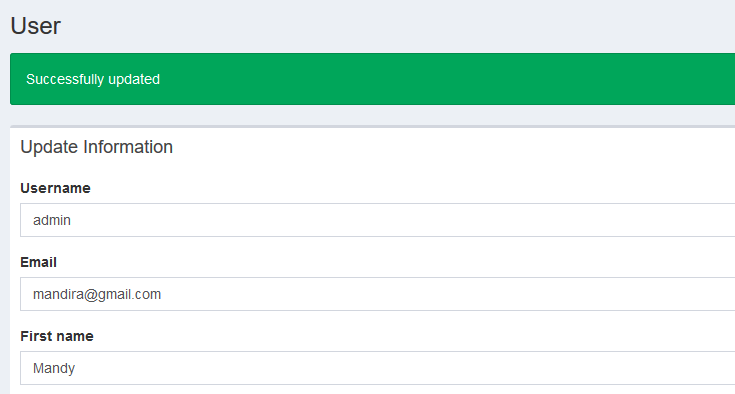 User
Successfully updated
Update Information
Username
admin
Email
mandira@gmail.com
First name
Mandy